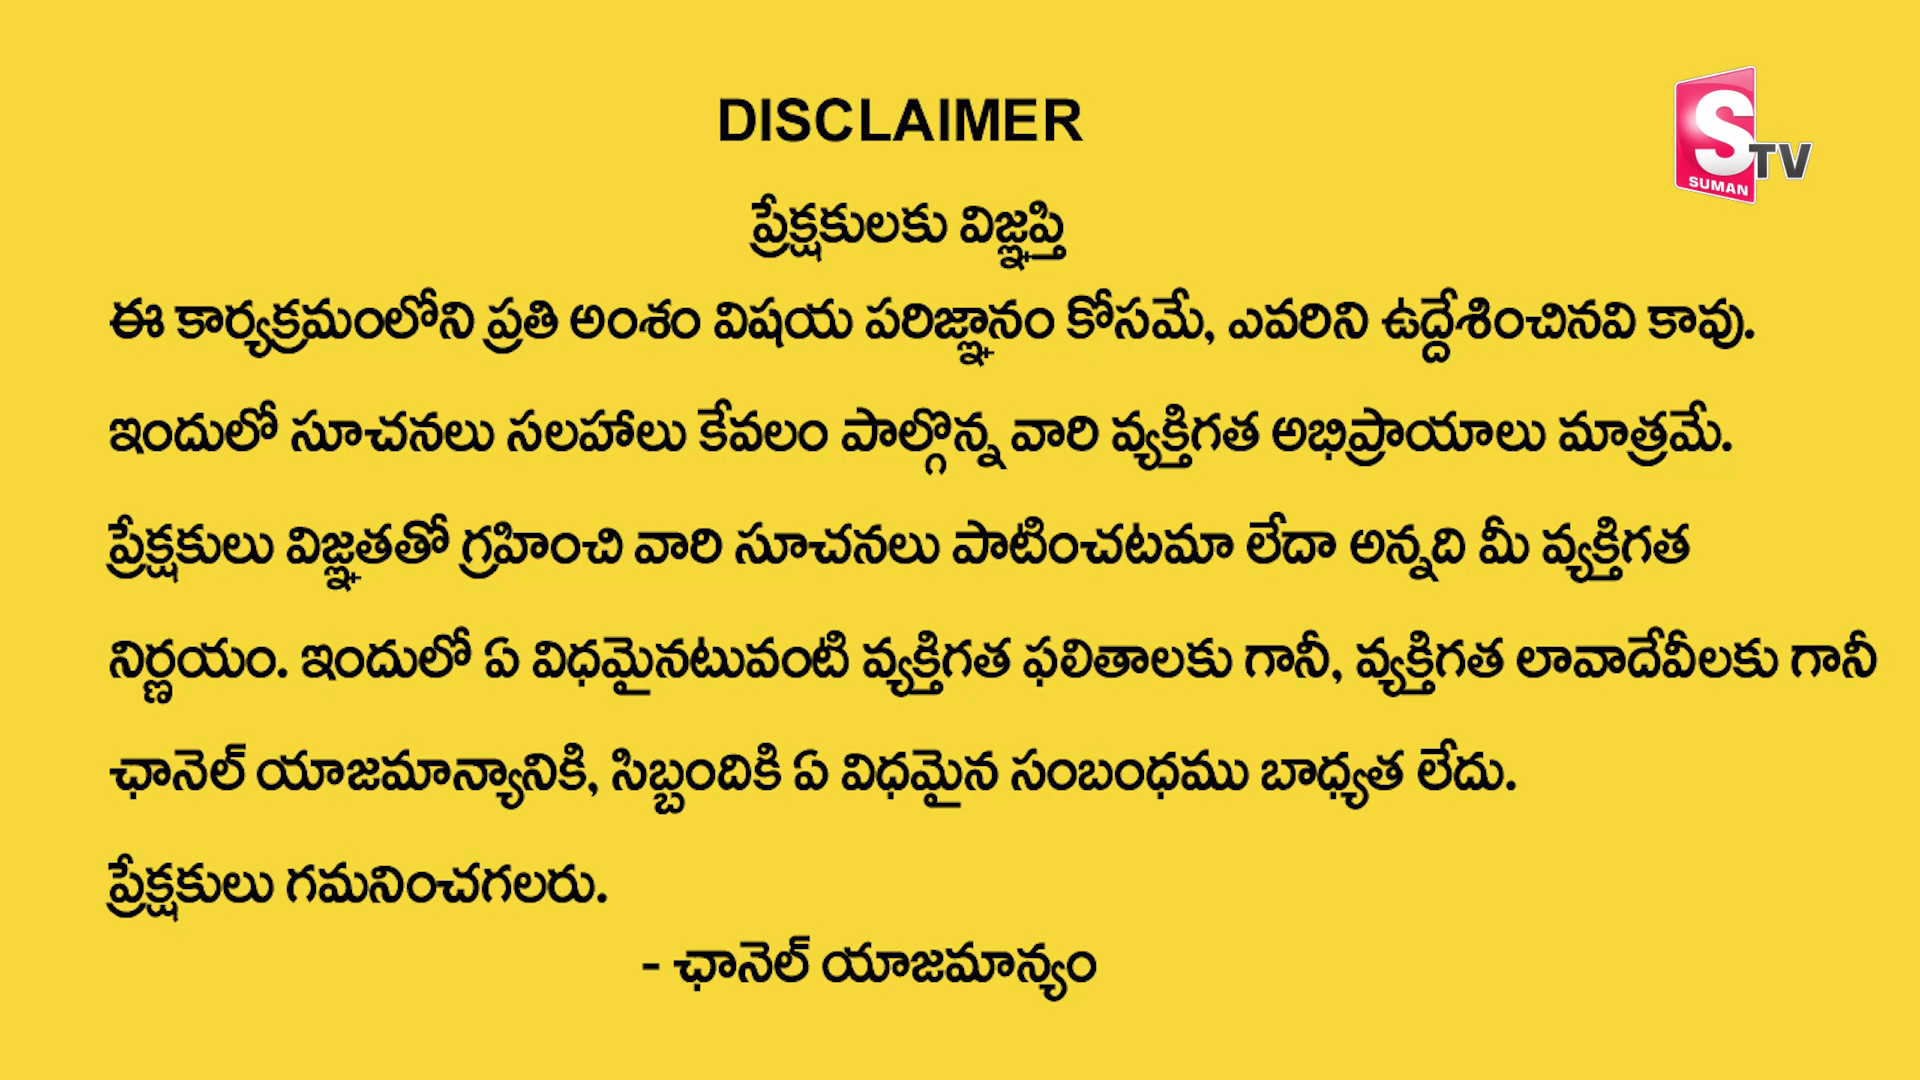 DISCLAIMER
S TV
SUMAN
ప్రేక్షకులకు విజ్ఞప్తి
ఈ కార్యక్రమంలోని ప్రతి అంశం విషయ పరిజ్ఞానం కోసమే, ఎవరిని ఉద్దేశించినవి కావు.
ఇందులో సూచనలు సలహాలు కేవలం పాల్గొన్న వారి వ్యక్తిగత అభిప్రాయాలు మాత్రమే.
ప్రేక్షకులు విజ్ఞతతో గ్రహించి వారి సూచనలు పాటించటమా లేదా అన్నది మీ వ్యక్తిగత
నిర్ణయం. ఇందులో ఏ విధమైనటువంటి వ్యక్తిగత ఫలితాలకు గానీ, వ్యక్తిగత లావాదేవీలకు గానీ
ఛానెల్ యాజమాన్యానికి, సిబ్బందికి ఏ విధమైన సంబంధము బాధ్యత లేదు.
ప్రేక్షకులు గమనించగలరు.
- ఛానెల్ యాజమాన్యం